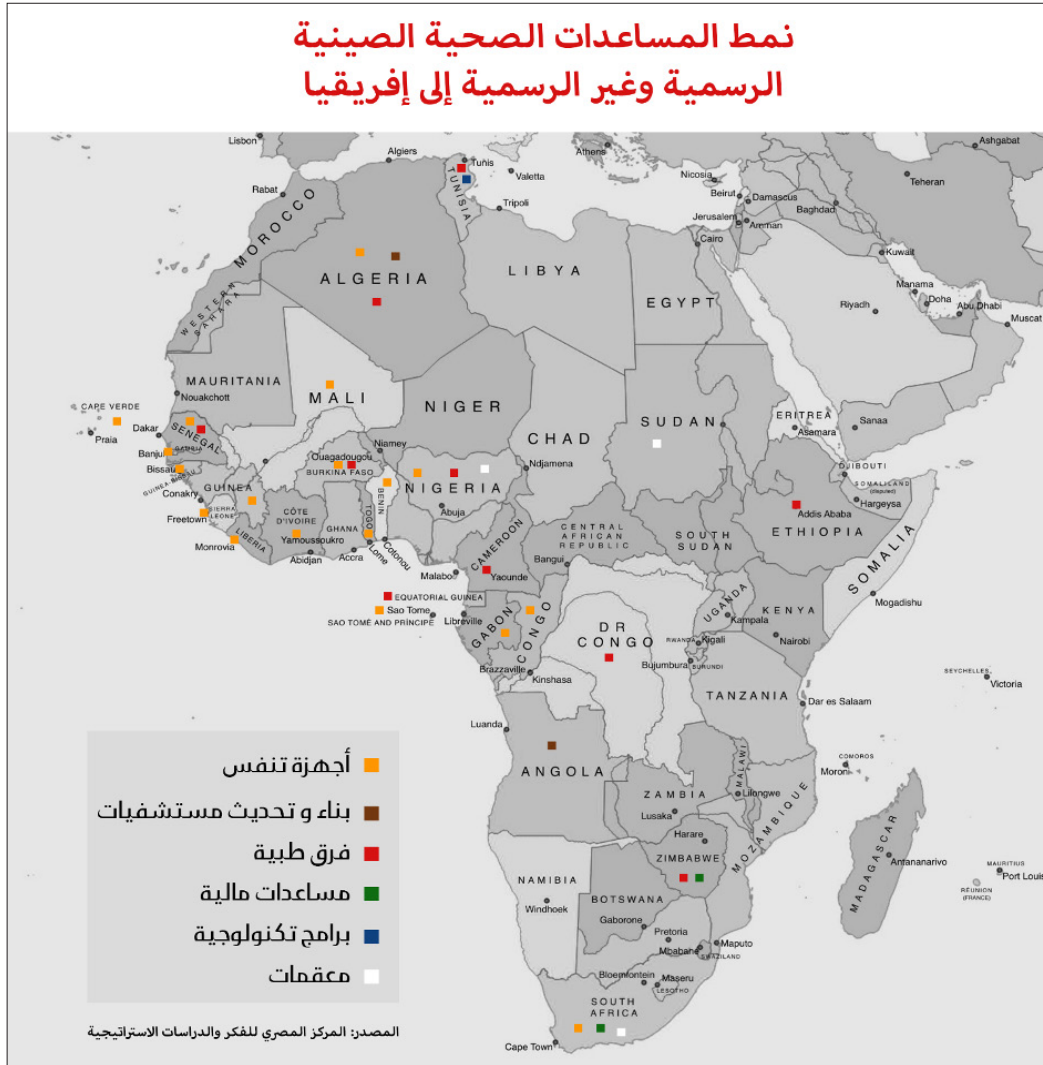 نمط المساعدات الصحية الصينية
الرسمية وغير الرسمية إلى إفريقيا
Lisbon
Algiers
Tunis
Athens
Ashgabat
Rabat
Valetta
Nicosia
Teheran
Beirut
Damascus
Baghdad
Tripoli
Jerusalem
Amman
Cairo
Kuwait
MOROCCO
TUNISIA
ALGERIA
LIBYA
EGYPT
WESTERN
SAHARA
Manama
Doha
Riyadh
Abu Dhabi
Muscat
MAURITANIA
Nouakchott
MALI
NIGER
CHAD
SUDAN
ERITREA
Asmara
Sanaa
CAPE VERDE
Praia
Dakar
SENEGAL
Banjul
GAMBIA
Bissau
GUINEA-BISSAU
Niamey
Ouagadougou
BURKINA FASO
Ndjamena
DJIBOUTI
SOMALILAND
(disputed)
Hargeysa
GUINEA
Conakry
SIERRA
LEONE
Freetown
LIBERIA
Monrovia
CÔTE
D'IVOIRE
Yamoussoukro
Abidjan
GHANA
Accra
TOGO
Lome
BENIN
Cotonou
NIGERIA
Abuja
CAMEROON
Yaounde
CENTRAL
AFRICAN
REPUBLIC
Bangui
SOUTH
SUDAN
Addis Ababa
ETHIOPIA
SOMALIA
Malabo
EQUATORIAL GUINEA
Sao Tome
SAO TOMÉ AND PRÍNCIPE
Libreville
GABON
CONGO
Brazzaville
Kinshasa
DR
CONGO
UGANDA
Kampala
KENYA
Nairobi
Mogadishu
RWANDA
Kigali
Bujumbura
BURUNDI
TANZANIA
Dar es Salaam
SEYCHELLES
Victoria
Luanda
ANGOLA
ZAMBIA
Lusaka
MALAWI
Lilongwe
COMOROS
Moroni
MOZAMBIQUE
Harare
ZIMBABWE
MADAGASCAR
Antananarivo
MAURITIUS
Port Louis
RÉUNION
(FRANCE)
NAMIBIA
Windhoek
BOTSWANA
Gaborone
Pretoria
Maputo
Mbabahe
SWAZILAND
Bloemfontein
Maseru
LESOTHO
SOUTH
AFRICA
Cape Town
أجهزة تنفس
بناء و تحديث مستشفيات
فرق طبية
مساعدات مالية
برامج تكنولوجية
معقمات
المصدر: المركز المصري للفكر والدراسات الاستراتيجية